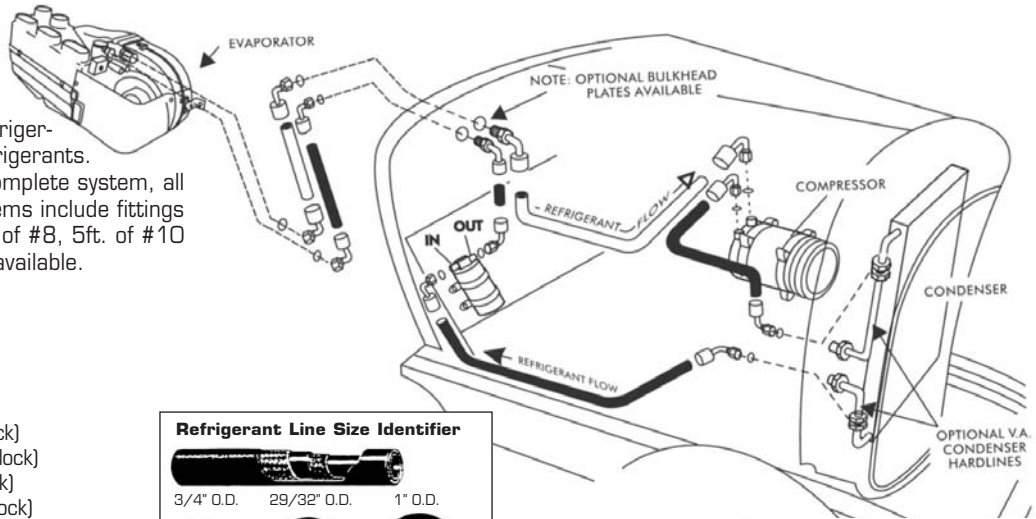 EVAPORATOR
NOTE: OPTIONAL BULKHEAD
PLATES AVAILABLE
rigerants.
omplete system, all
ems include fittings
of #8, 5ft. of #10
available.
COMPRESSOR
REFRIGERANT FLOW
IN
OUT
CONDENSER
REFRIGERANT FLOW
OPTIONAL V.A.
CONDENSER
HARDLINES
ck)
lock)
k)
ock)
Refrigerant Line Size Identifier
3/4" O.D. 29/32" O.D. 1" O.D.